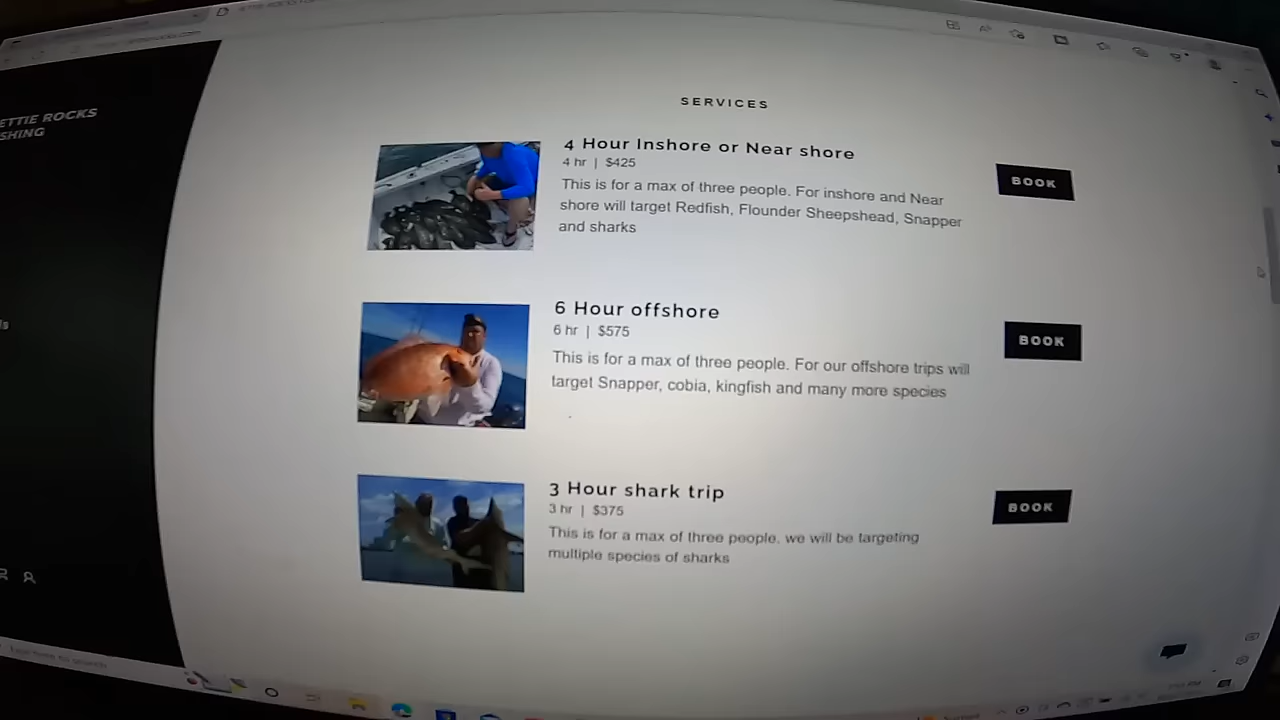 ETTIE ROCKS
SHING
SERVICES
4 Hour Inshore or Near shore
4 hr | $425
This is for a max of three people. For inshore and Near
shore will target Redfish, Flounder Sheepshead, Snapper
and sharks
BOOK
6 Hour offshore
6 hr | $575
This is for a max of three people. For our offshore trips will
target Snapper, cobia, kingfish and many more species
BOOK
3 Hour shark trip
3 hr | $375
This is for a max of three people. we will be targeting
multiple species of sharks
BOOK